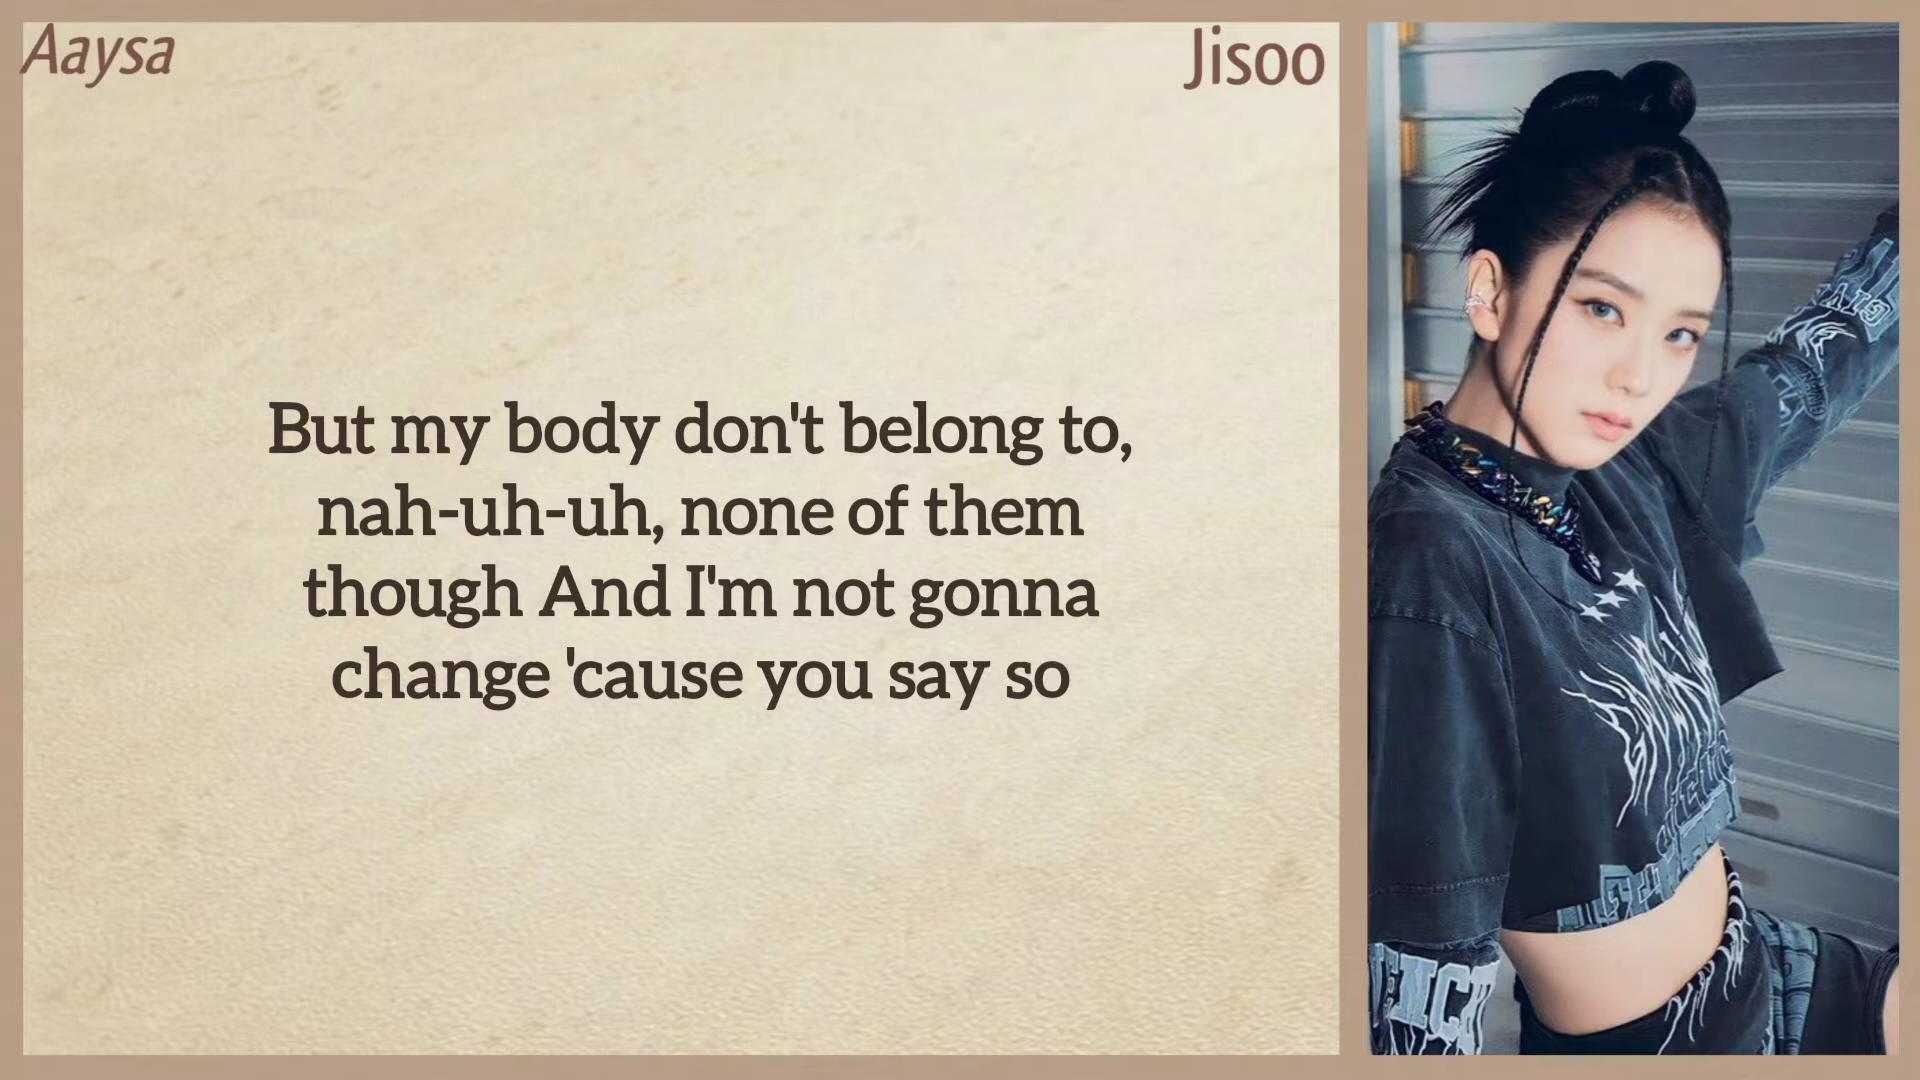 Aaysa
Jisoo
But my body don't belong to,
nah-uh-uh, none of them
though And I'm not gonna
change 'cause you say so